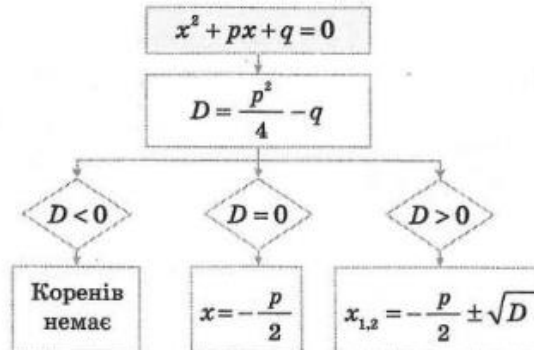 x² + px + q = 0
D = p²/4 − q
D < 0
D = 0
D > 0
Коренів
немає
x = − p/2
x₁,₂ = − p/2 ± √D